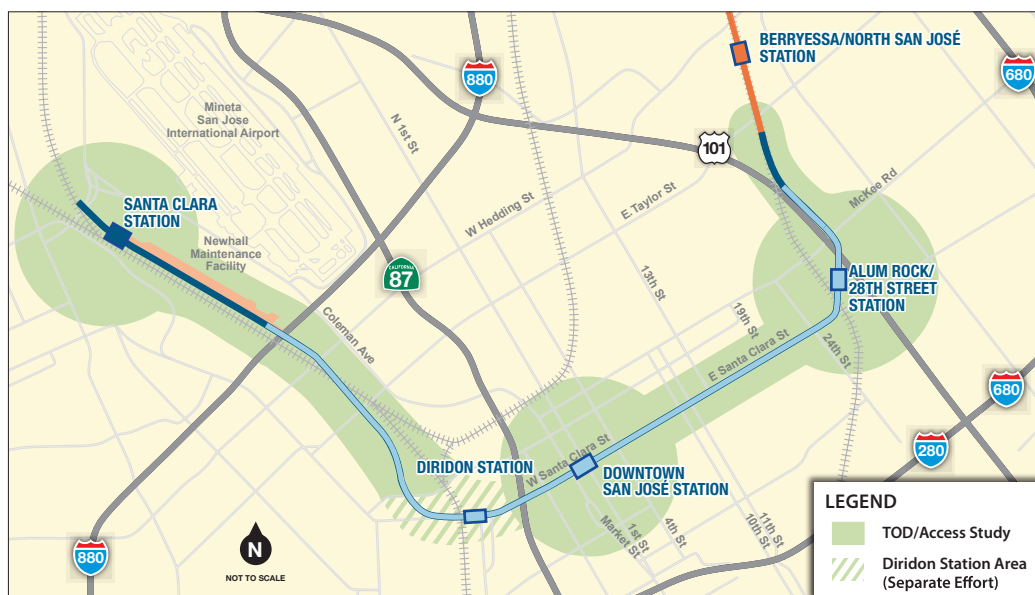 BERRYESSA/NORTH SAN JOSÉ
STATION
880
680
Mineta
San Jose
International Airport
N 1st St
101
McKee Rd
E Taylor St
W Hedding St
SANTA CLARA
STATION
Newhall
Maintenance
Facility
CALIFORNIA
87
13th St
ALUM ROCK/
28TH STREET
STATION
19th St
Coleman Ave
E Santa Clara St
24th St
680
DIRIDON STATION
W Santa Clara St
280
DOWNTOWN
SAN JOSÉ STATION
Market St
1st St
4th St
10th St
11th St
880
N
NOT TO SCALE
LEGEND
TOD/Access Study
Diridon Station Area
(Separate Effort)